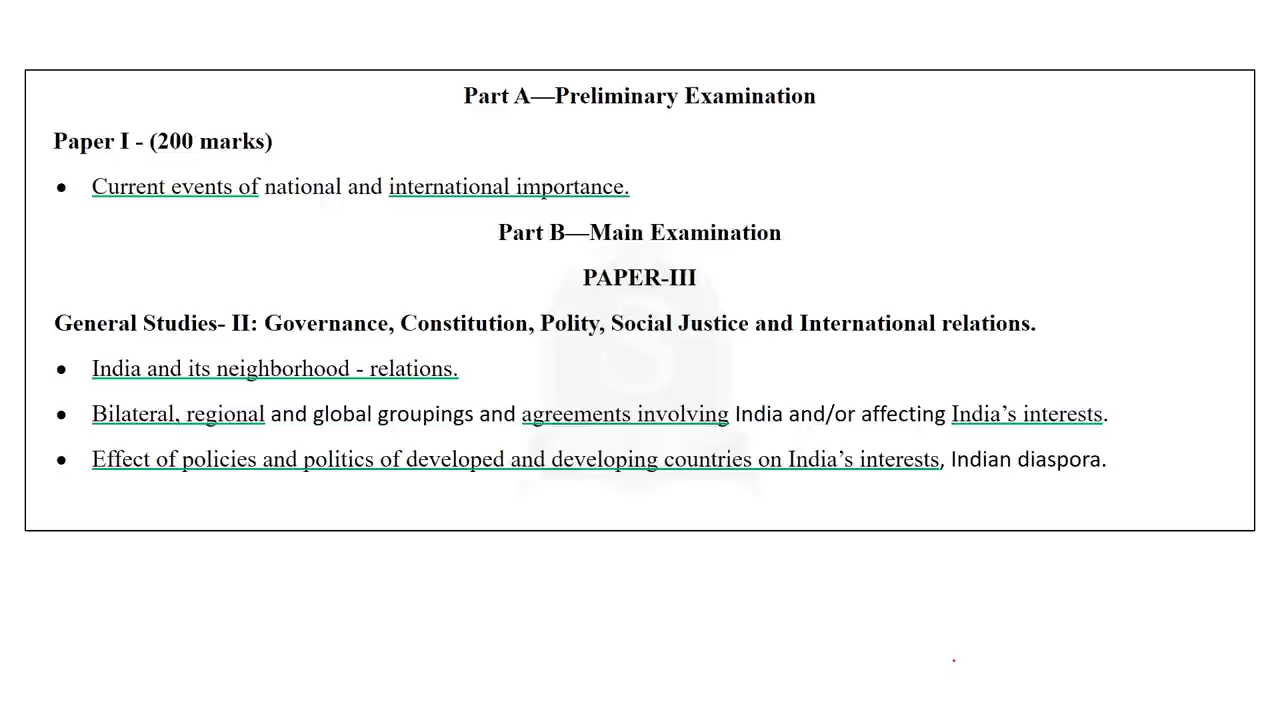 Part A—Preliminary Examination
Paper I - (200 marks)
• Current events of national and international importance.
Part B—Main Examination
PAPER-III
General Studies- II: Governance, Constitution, Polity, Social Justice and International relations.
• India and its neighborhood - relations.
• Bilateral, regional and global groupings and agreements involving India and/or affecting India’s interests.
• Effect of policies and politics of developed and developing countries on India’s interests, Indian diaspora.